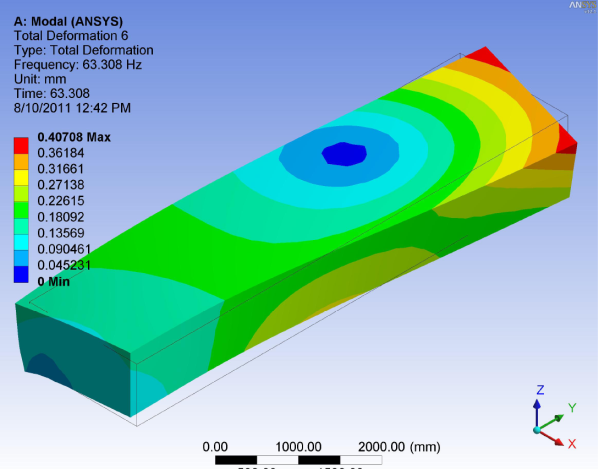 A: Modal (ANSYS)
Total Deformation 6
Type: Total Deformation
Frequency: 63.308 Hz
Unit: mm
Time: 63.308
8/10/2011 12:42 PM
0.40708 Max
0.36184
0.31661
0.27138
0.22615
0.18092
0.13569
0.090461
0.045231
0 Min
Z
Y
X
0.00 1000.00 2000.00 (mm)